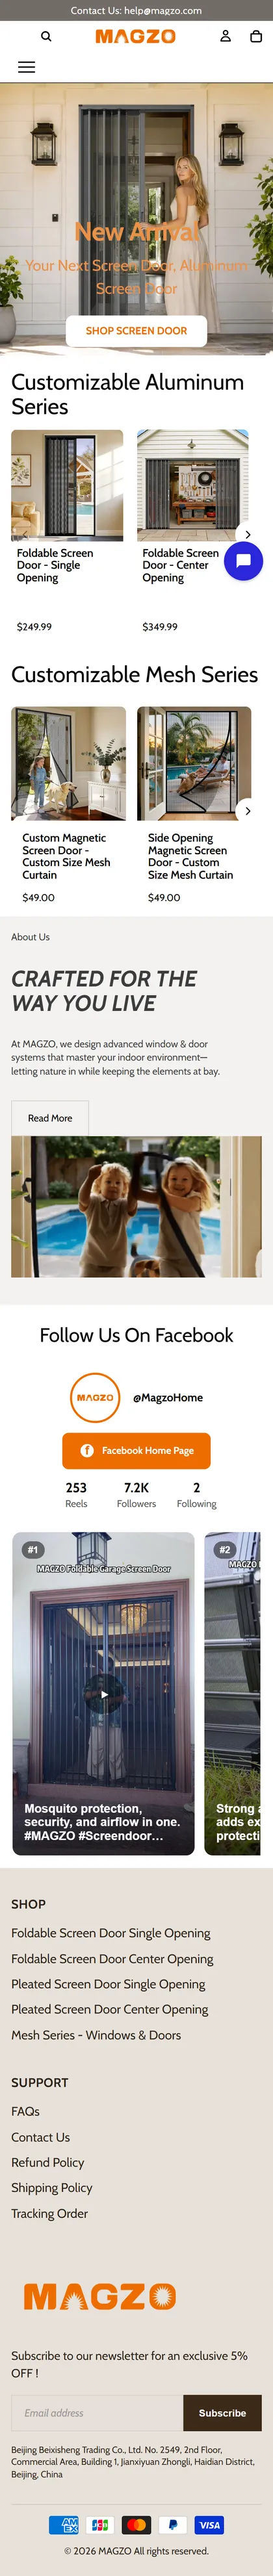 Contact Us: help@magzo.com
MAGZO
New Arrival
Your Next Screen Door, Aluminum
Screen Door
SHOP SCREEN DOOR
Customizable Aluminum
Series
Foldable Screen
Door - Single
Opening
$249.99
Foldable Screen
Door - Center
Opening
$349.99
Customizable Mesh Series
Custom Magnetic
Screen Door -
Custom Size Mesh
Curtain
$49.00
Side Opening
Magnetic Screen
Door - Custom
Size Mesh Curtain
$49.00
About Us
CRAFTED FOR THE
WAY YOU LIVE
At MAGZO, we design advanced window & door
systems that master your indoor environment—
letting nature in while keeping the elements at bay.
Read More
Follow Us On Facebook
MAGZO
@MagzoHome
Facebook Home Page
253
Reels
7.2K
Followers
2
Following
#1
MAGZO Foldable Garage Screen Door
Mosquito protection,
security, and airflow in one.
#MAGZO #Screendoor…
#2
MAGZO
Strong
adds ex
protecti
SHOP
Foldable Screen Door Single Opening
Foldable Screen Door Center Opening
Pleated Screen Door Single Opening
Pleated Screen Door Center Opening
Mesh Series - Windows & Doors
SUPPORT
FAQs
Contact Us
Refund Policy
Shipping Policy
Tracking Order
MAGZO
Subscribe to our newsletter for an exclusive 5%
OFF !
Email address
Subscribe
Beijing Beixisheng Trading Co., Ltd. No. 2549, 2nd Floor,
Commercial Area, Building 1, Jianxiyuan Zhongli, Haidian District,
Beijing, China
AMEX
JCB
PayPal
VISA
© 2026 MAGZO All rights reserved.